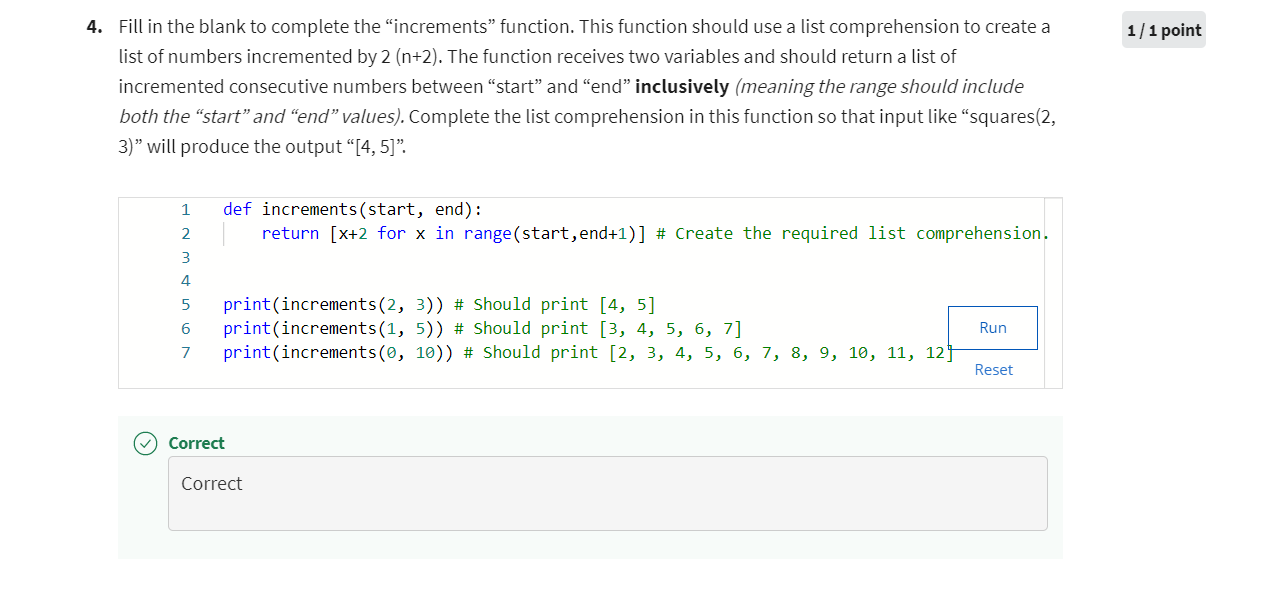 4. Fill in the blank to complete the “increments” function. This function should use a list comprehension to create a
1 / 1 point
list of numbers incremented by 2 (n+2). The function receives two variables and should return a list of
incremented consecutive numbers between “start” and “end” inclusively (meaning the range should include
both the “start” and “end” values). Complete the list comprehension in this function so that input like “squares(2,
3)” will produce the output “[4, 5]”.
1 def increments(start, end):
2     return [x+2 for x in range(start,end+1)] # Create the required list comprehension.
3
4
5 print(increments(2, 3)) # Should print [4, 5]
6 print(increments(1, 5)) # Should print [3, 4, 5, 6, 7]
7 print(increments(0, 10)) # Should print [2, 3, 4, 5, 6, 7, 8, 9, 10, 11, 12]
Run
Reset
Correct
Correct